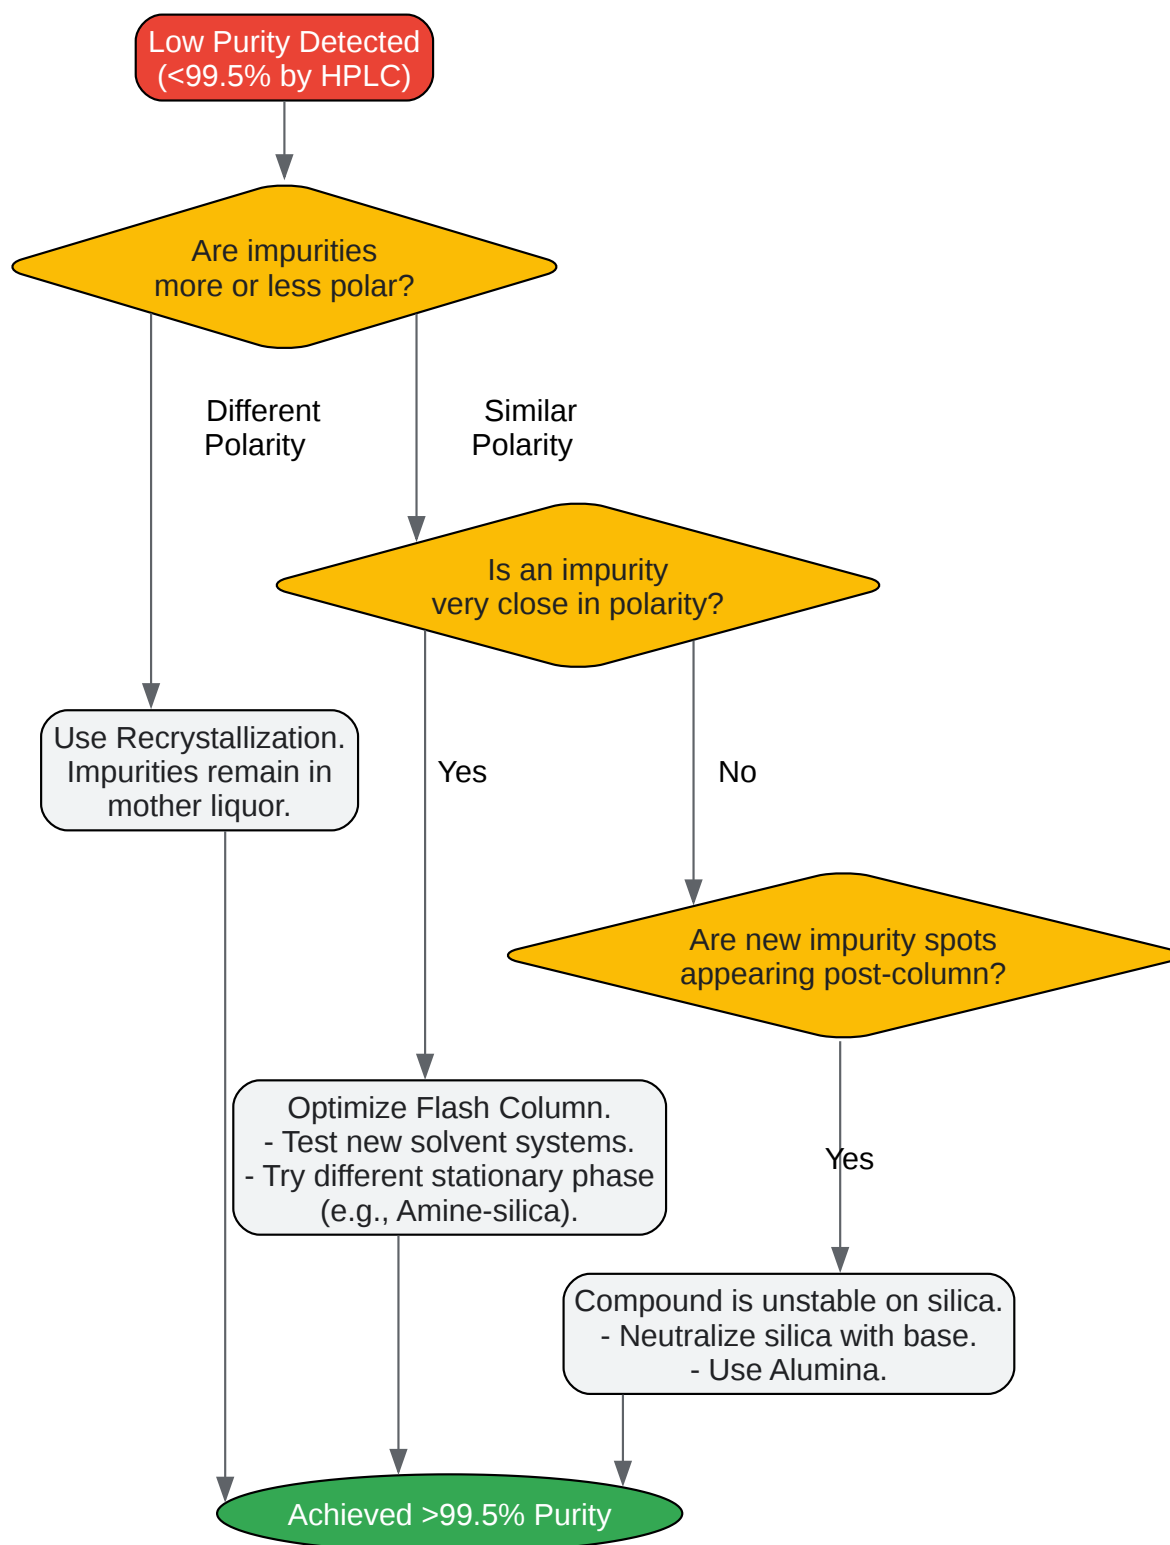 Low Purity Detected
(<99.5% by HPLC)
Are impurities
more or less polar?
Different
Polarity
Similar
Polarity
Is an impurity
very close in polarity?
Use Recrystallization.
Impurities remain in
mother liquor.
Yes
No
Are new impurity spots
appearing post-column?
Optimize Flash Column.
- Test new solvent systems.
- Try different stationary phase
(e.g., Amine-silica).
Yes
Compound is unstable on silica.
- Neutralize silica with base.
- Use Alumina.
Achieved >99.5% Purity